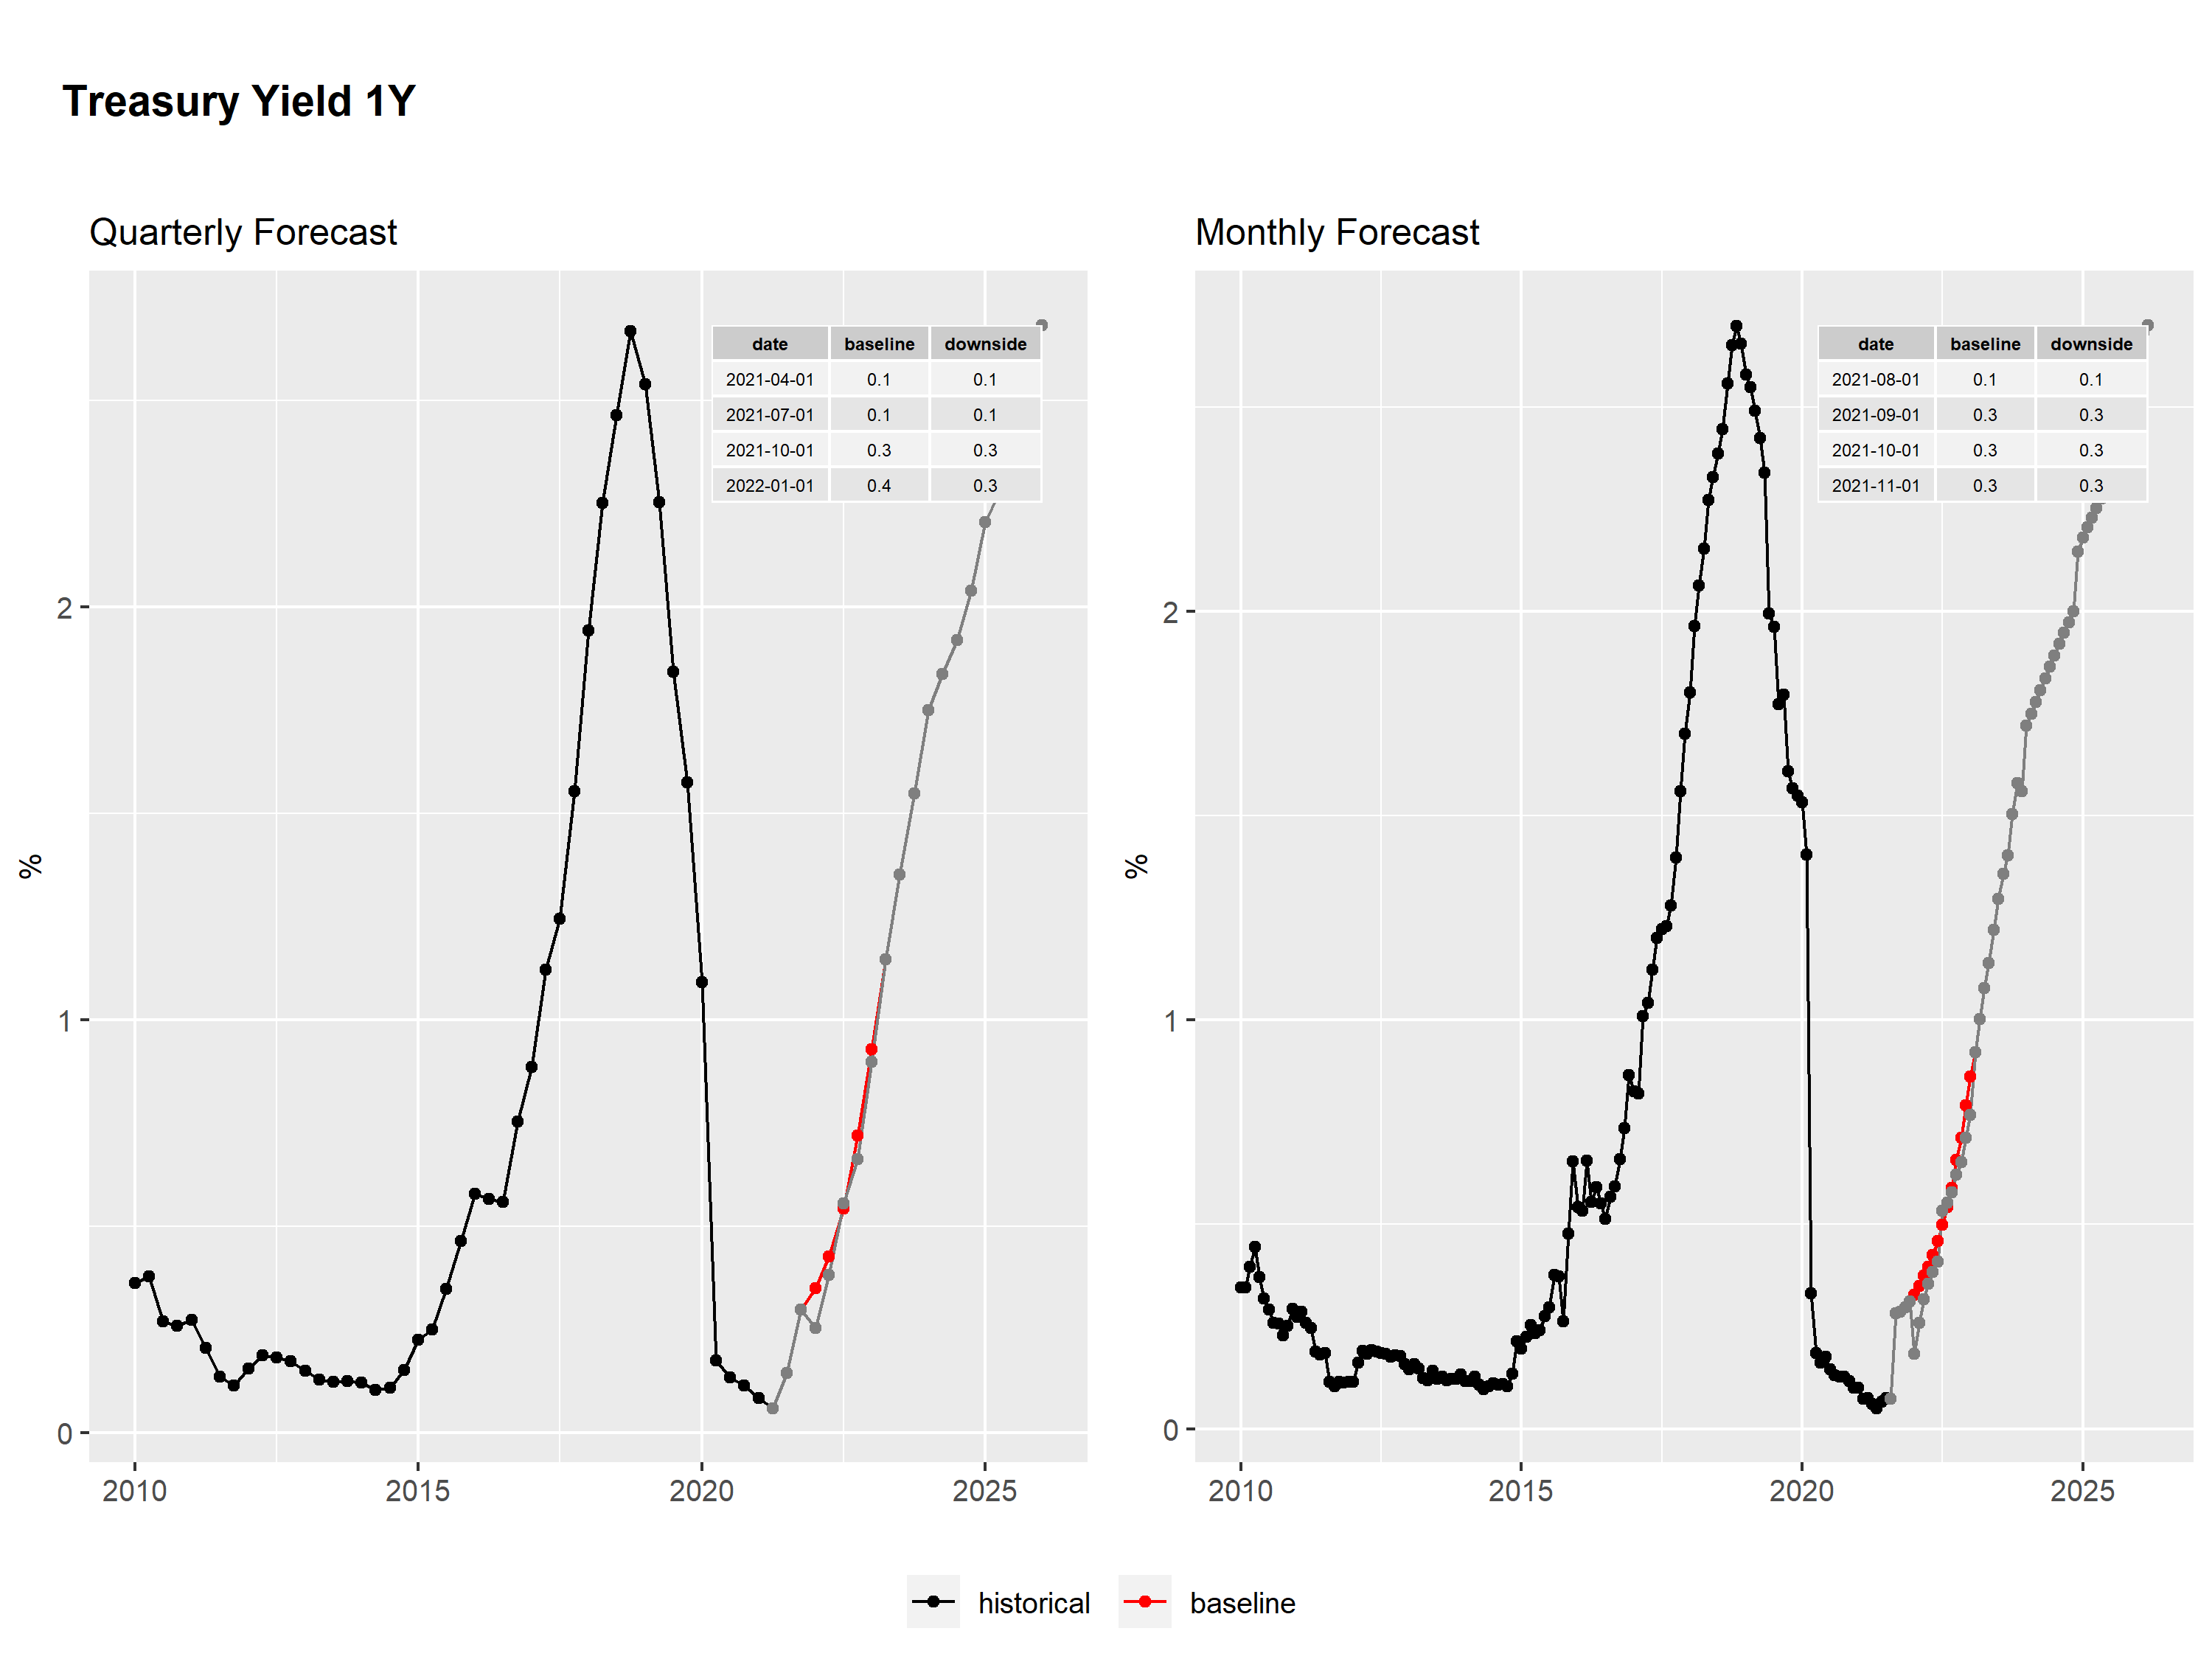 Treasury Yield 1Y
Quarterly Forecast
%
2
1
0
2010 2015 2020 2025
date baseline downside
2021-04-01 0.1 0.1
2021-07-01 0.1 0.1
2021-10-01 0.3 0.3
2022-01-01 0.4 0.3
Monthly Forecast
%
2
1
0
2010 2015 2020 2025
date baseline downside
2021-08-01 0.1 0.1
2021-09-01 0.3 0.3
2021-10-01 0.3 0.3
2021-11-01 0.3 0.3
historical baseline